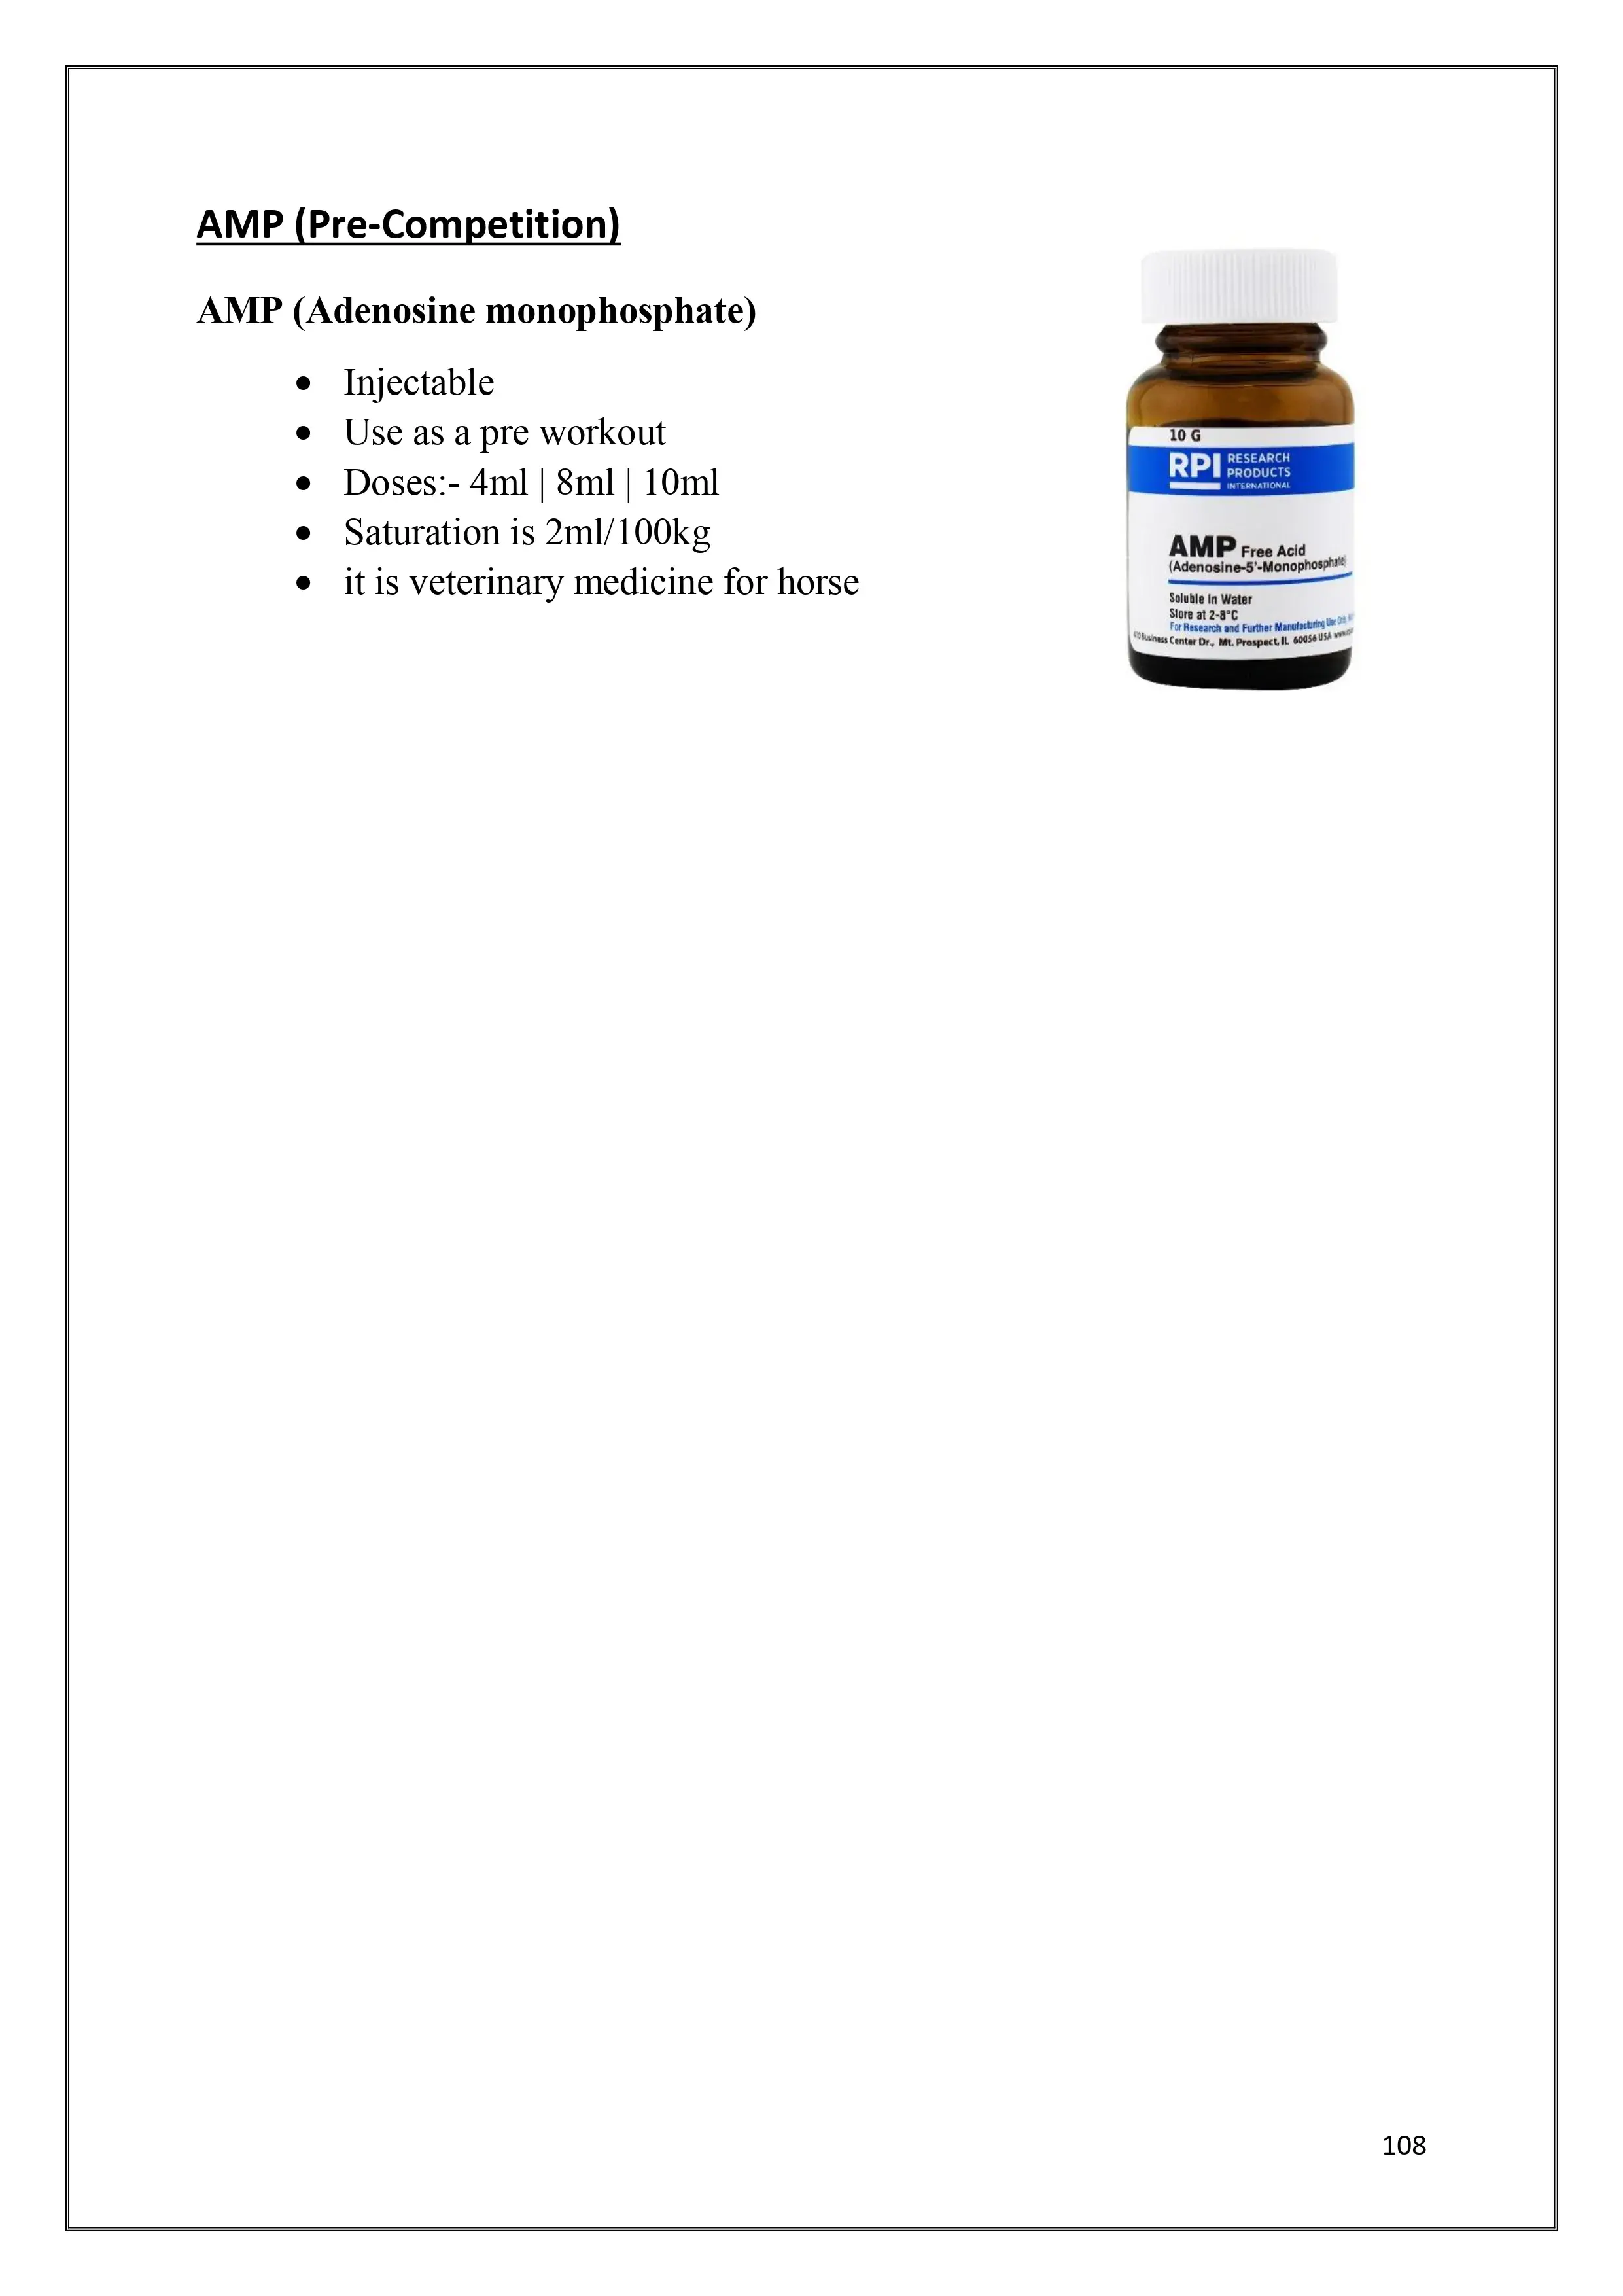 AMP (Pre-Competition)
AMP (Adenosine monophosphate)
• Injectable
• Use as a pre workout
• Doses:- 4ml | 8ml | 10ml
• Saturation is 2ml/100kg
• it is veterinary medicine for horse
10 G
RPI RESEARCH
PRODUCTS
INTERNATIONAL
AMP Free Acid
(Adenosine-5'-Monophosphate)
Soluble In Water
Store at 2-8°C
For Research and Further Manufacturing Use Only,
Business Center Dr., Mt. Prospect, IL 60056 USA
108